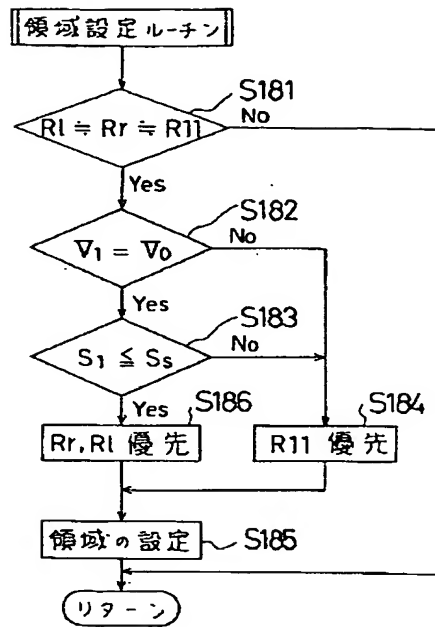 領域設定ルーチン
S181
Rl ≒ Rr ≒ R11
No
Yes
S182
V1 = V0
No
Yes
S183
S1 ≦ Ss
No
Yes
S186
S184
Rr, Rl 優先
R11 優先
領域の設定
S185
リターン